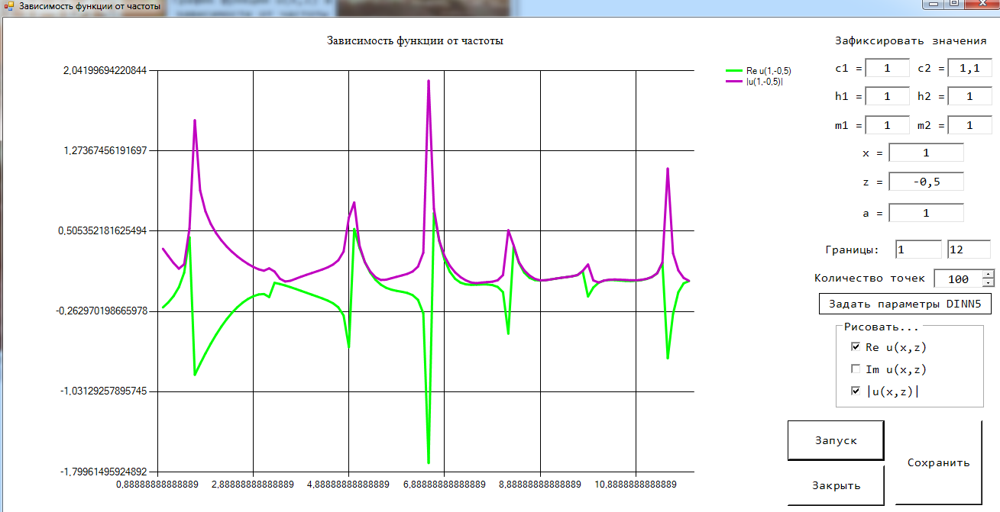 Зависимость функции от частоты
Зависимость функции от частоты
2,04199694220844
1,27367456191697
0,505352181625494
-0,262970198665978
-1,03129257895745
-1,79961495924892
0,88888888888889 2,88888888888889 4,88888888888889 6,88888888888889 8,88888888888889 10,8888888888889
Re u(1,-0,5)
|u(1,-0,5)|
Зафиксировать значения
c1 = 1 c2 = 1,1
h1 = 1 h2 = 1
m1 = 1 m2 = 1
x = 1
z = -0,5
a = 1
Границы: 1 12
Количество точек 100
Задать параметры DINN5
Рисовать...
Re u(x,z)
Im u(x,z)
|u(x,z)|
Запуск
Сохранить
Закрыть